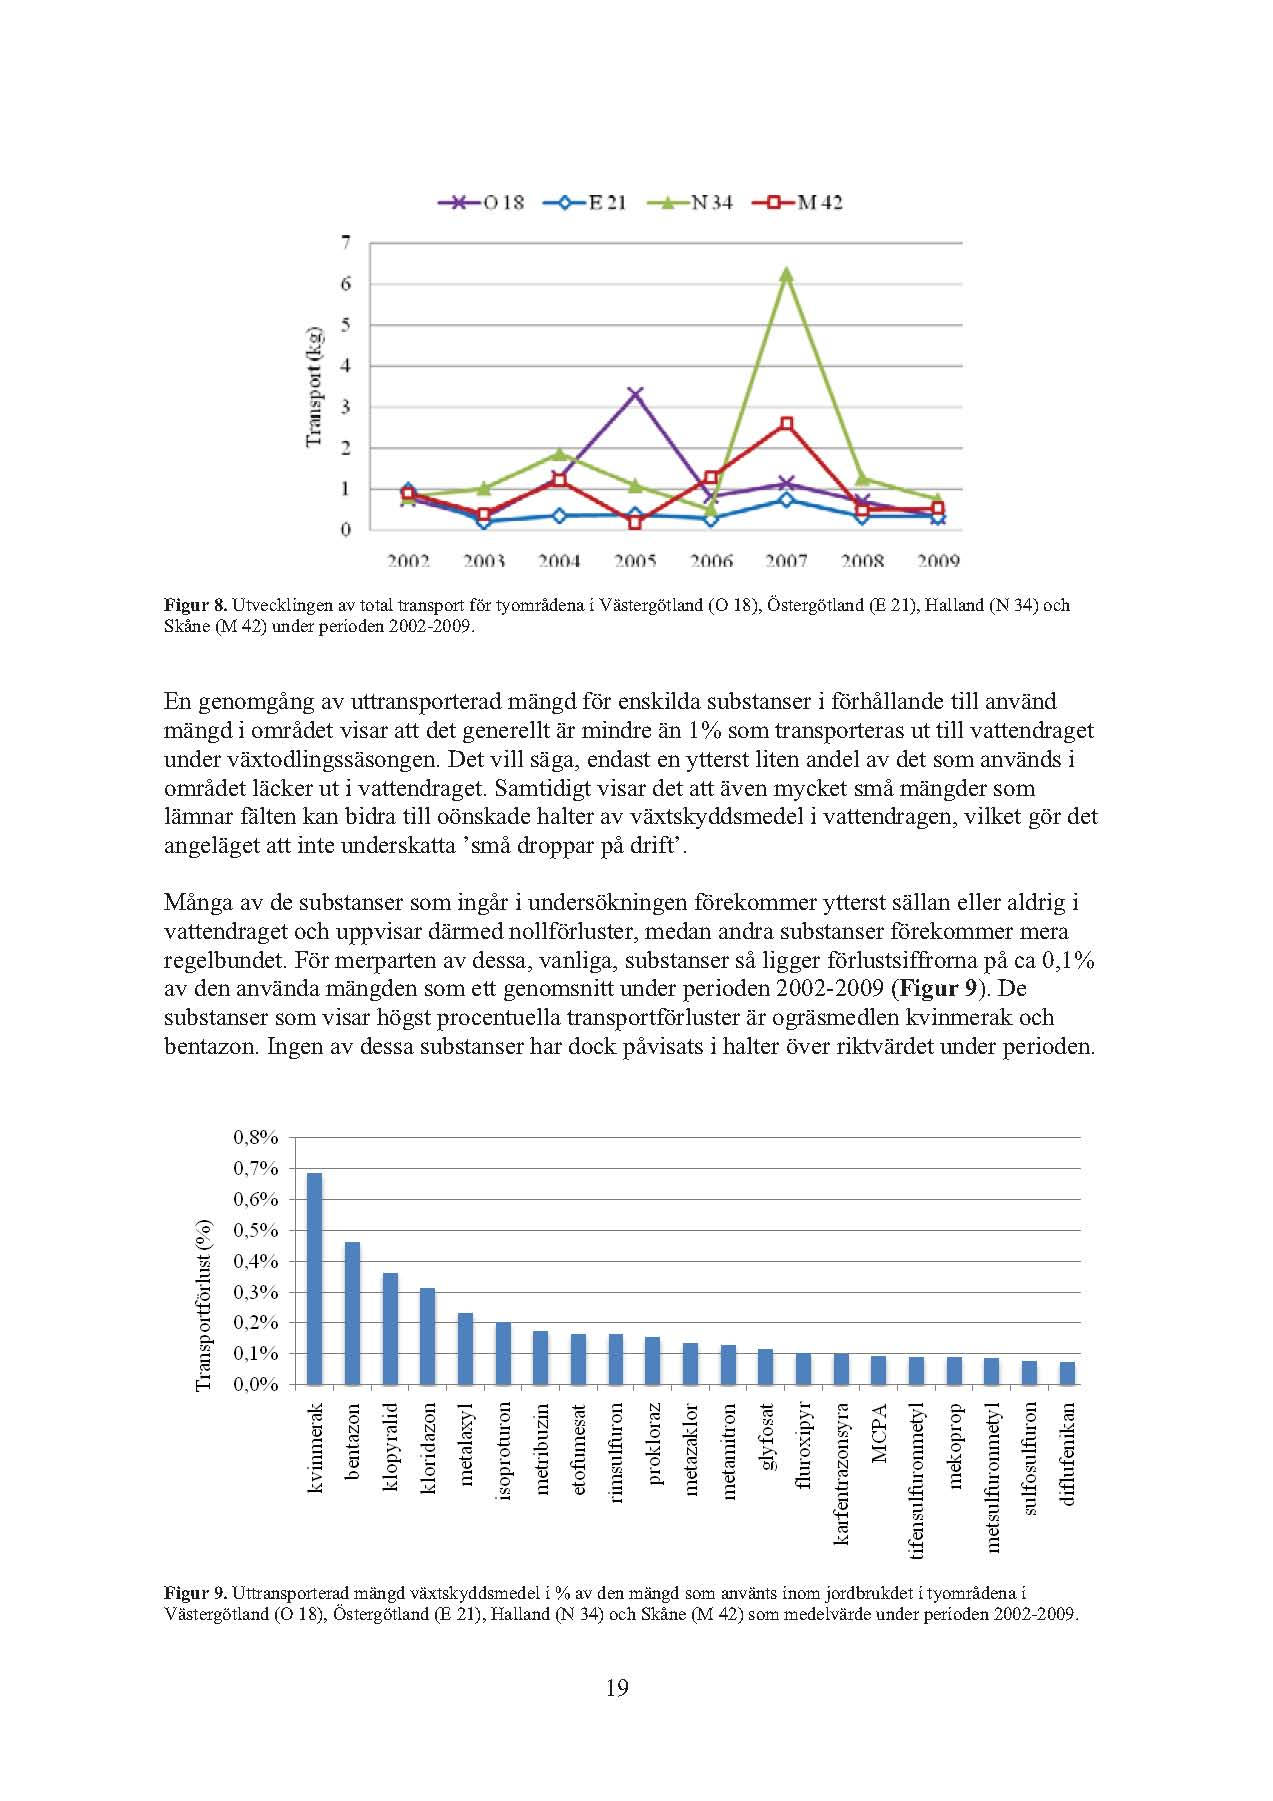 O 18 E 21 N 34 M 42
7
6
5
4
3
2
1
0
Transport (kg)
2002 2003 2004 2005 2006 2007 2008 2009
Figur 8. Utvecklingen av total transport för tyområdena i Västergötland (O 18), Östergötland (E 21), Halland (N 34) och
Skåne (M 42) under perioden 2002-2009.
En genomgång av uttransporterad mängd för enskilda substanser i förhållande till använd
mängd i området visar att det generellt är mindre än 1% som transporteras ut till vattendraget
under växtodlingssäsongen. Det vill säga, endast en ytterst liten andel av det som används i
området läcker ut i vattendraget. Samtidigt visar det att även mycket små mängder som
lämnar fälten kan bidra till oönskade halter av växtskyddsmedel i vattendragen, vilket gör det
angeläget att inte underskatta ’små droppar på drift’.
Många av de substanser som ingår i undersökningen förekommer ytterst sällan eller aldrig i
vattendraget och uppvisar därmed nollförluster, medan andra substanser förekommer mera
regelbundet. För merparten av dessa, vanliga, substanser så ligger förlustsiffrorna på ca 0,1%
av den använda mängden som ett genomsnitt under perioden 2002-2009 (Figur 9). De
substanser som visar högst procentuella transportförluster är ogräsmedlen kvinmerak och
bentazon. Ingen av dessa substanser har dock påvisats i halter över riktvärdet under perioden.
0,8%
0,7%
0,6%
0,5%
0,4%
0,3%
0,2%
0,1%
0,0%
Transportförlust (%)
kvinmerak
bentazon
klopyralid
kloridazon
metalaxyl
isoproturon
metribuzin
etofumesat
rimsulfuron
prokloraz
metazaklor
metamitron
glyfosat
fluroxipyr
karfentrazonsyra
MCPA
tifensulfuronmetyl
mekoprop
metsulfuronmetyl
sulfosulfuron
diflufenikan
Figur 9. Uttransporterad mängd växtskyddsmedel i % av den mängd som använts inom jordbrukdet i tyområdena i
Västergötland (O 18), Östergötland (E 21), Halland (N 34) och Skåne (M 42) som medelvärde under perioden 2002-2009.
19